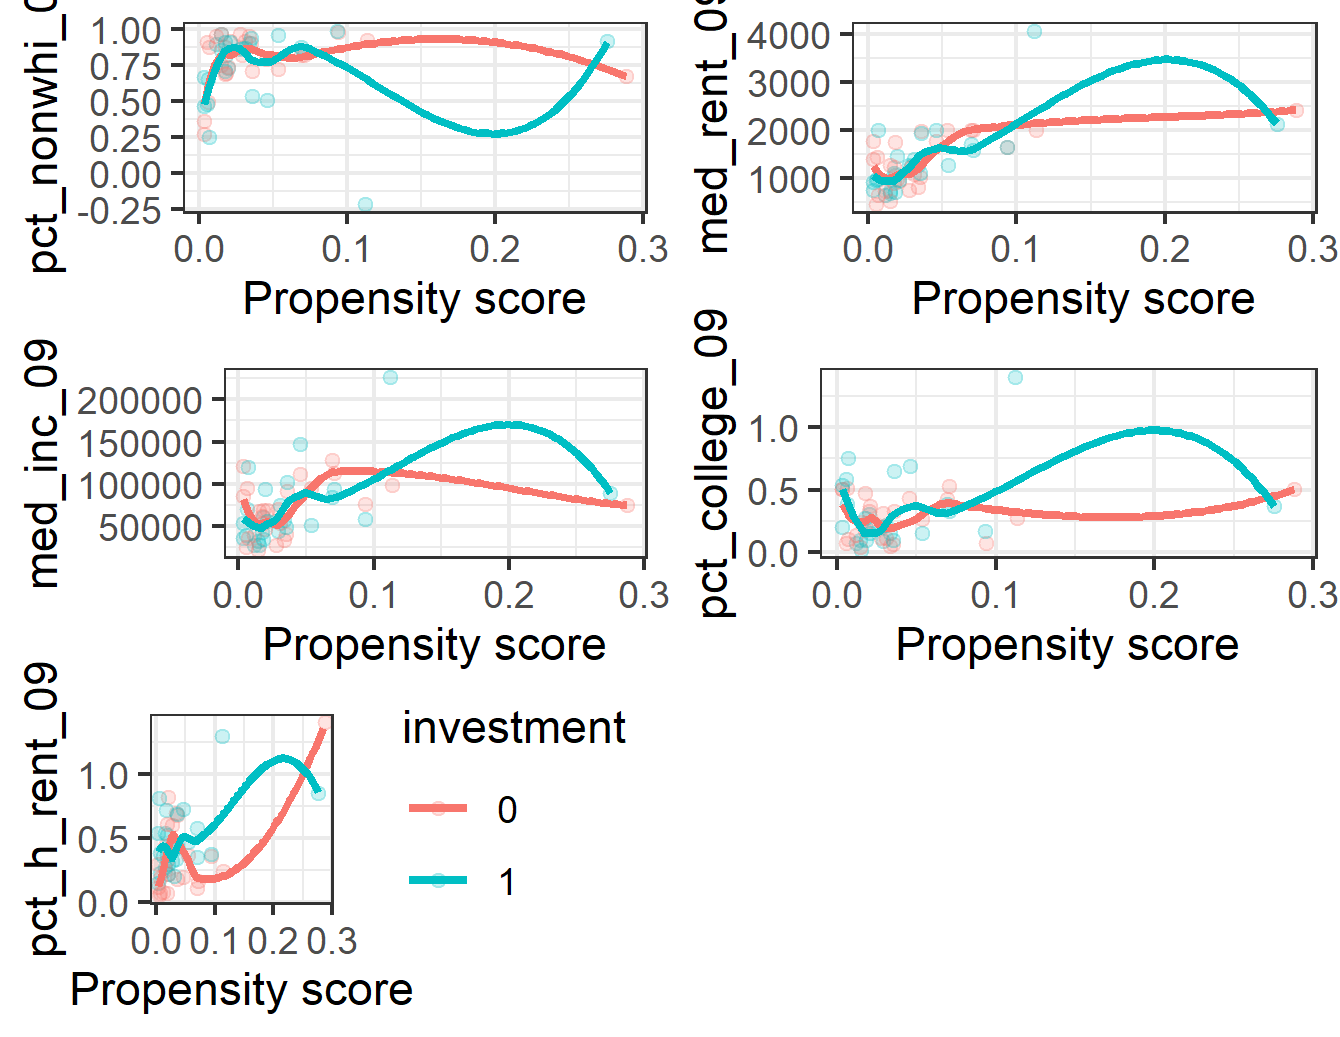 pct_nonwhi_0
1.00
0.75
0.50
0.25
0.00
-0.25
0.0 0.1 0.2 0.3
Propensity score
med_rent_09
4000
3000
2000
1000
0.0 0.1 0.2 0.3
Propensity score
med_inc_09
200000
150000
100000
50000
0.0 0.1 0.2 0.3
Propensity score
pct_college_09
1.0
0.5
0.0
0.0 0.1 0.2 0.3
Propensity score
pct_h_rent_09
1.0
0.5
0.0
0.0 0.1 0.2 0.3
Propensity score
investment
0
1